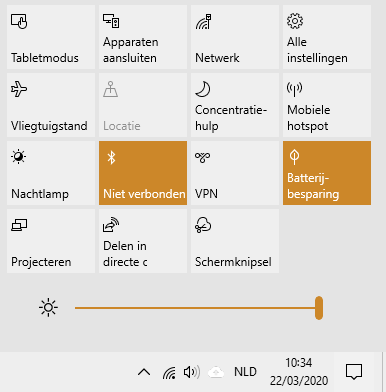 Tabletmodus
Apparaten
aansluiten
Netwerk
Alle
instellingen
Vliegtuigstand
Locatie
Concentratie-
hulp
Mobiele
hotspot
Nachtlamp
Niet verbonden
VPN
Batterij-
besparing
Projecteren
Delen in
directe c
Schermknipsel
NLD
10:34
22/03/2020